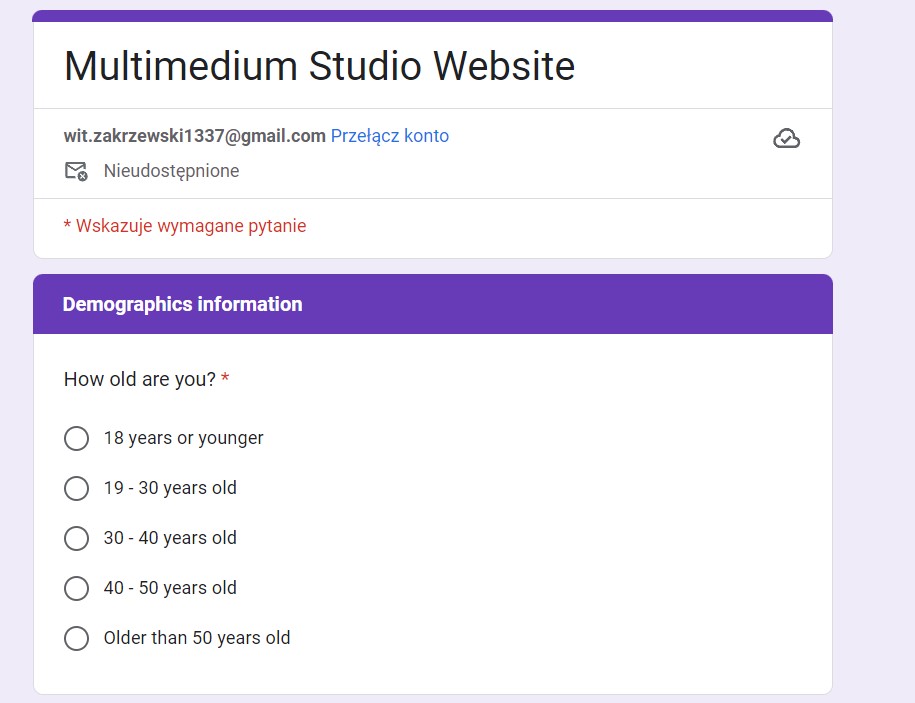 Multimedium Studio Website
wit.zakrzewski1337@gmail.com Przełącz konto
Nieudostępnione
* Wskazuje wymagane pytanie
Demographics information
How old are you? *
18 years or younger
19 - 30 years old
30 - 40 years old
40 - 50 years old
Older than 50 years old